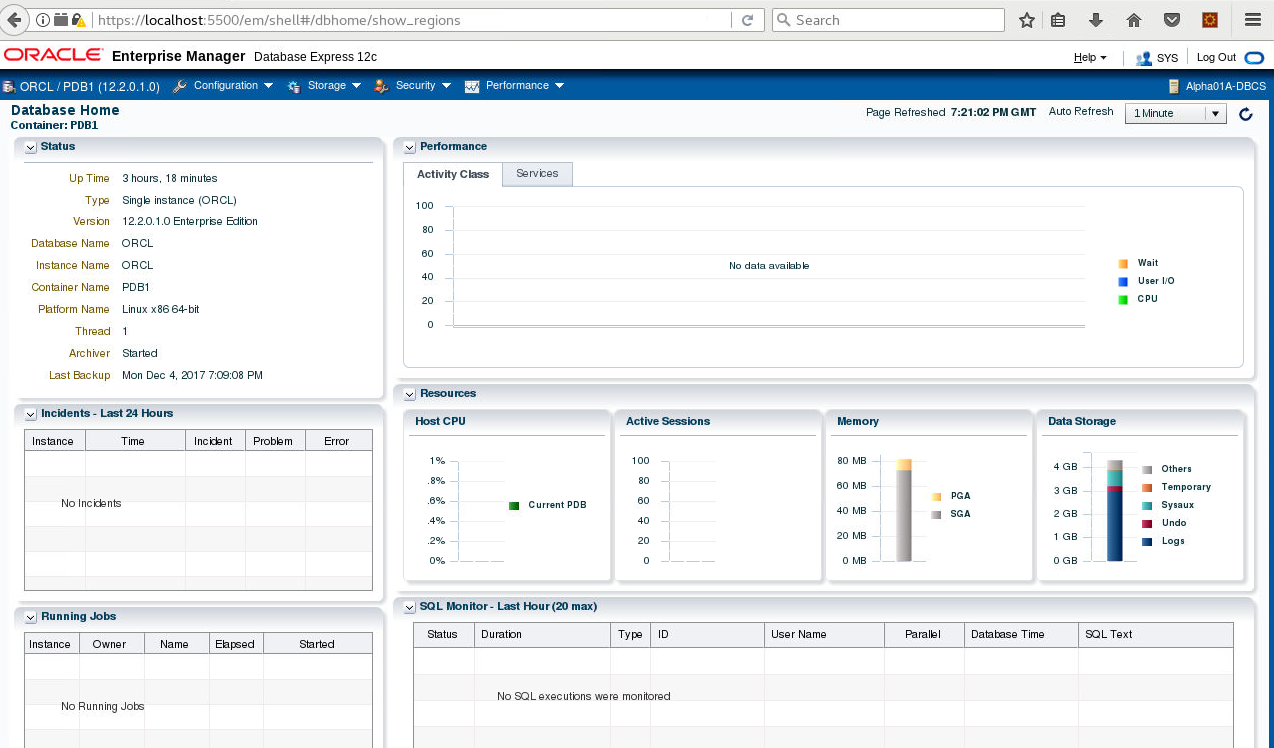 https://localhost:5500/em/shell#/dbhome/show_regions
Search
ORACLE Enterprise Manager Database Express 12c
Help SYS Log Out
ORCL / PDB1 (12.2.0.1.0) Configuration Storage Security Performance Alpha01A-DBCS
Database Home
Container: PDB1
Page Refreshed 7:21:02 PM GMT Auto Refresh 1 Minute
Status
Up Time 3 hours, 18 minutes
Type Single instance (ORCL)
Version 12.2.0.1.0 Enterprise Edition
Database Name ORCL
Instance Name ORCL
Container Name PDB1
Platform Name Linux x86 64-bit
Thread 1
Archiver Started
Last Backup Mon Dec 4, 2017 7:09:08 PM
Incidents - Last 24 Hours
Instance Time Incident Problem Error
No Incidents
Running Jobs
Instance Owner Name Elapsed Started
No Running Jobs
Performance
Activity Class Services
100
80
60
40
20
0
No data available
Wait
User I/O
CPU
Resources
Host CPU
1%
.8%
.6%
.4%
.2%
0%
Current PDB
Active Sessions
100
80
60
40
20
0
Memory
80 MB
60 MB
40 MB
20 MB
0 MB
PGA
SGA
Data Storage
4 GB
3 GB
2 GB
1 GB
0 GB
Others
Temporary
Sysaux
Undo
Logs
SQL Monitor - Last Hour (20 max)
Status Duration Type ID User Name Parallel Database Time SQL Text
No SQL executions were monitored